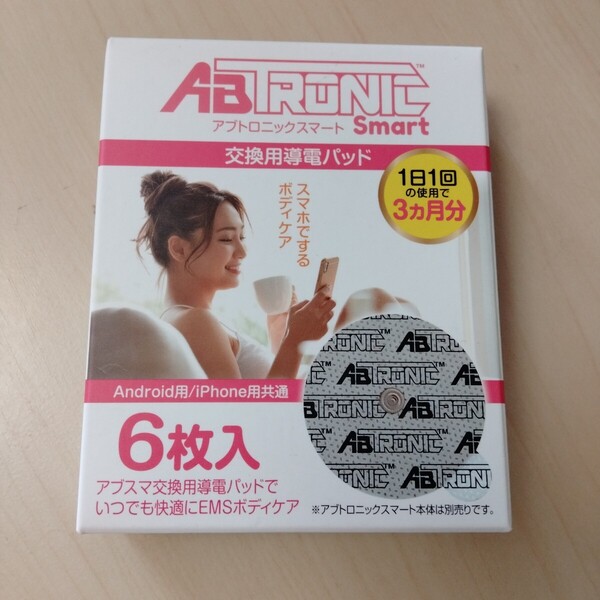 ABTRONIC™
アブトロニックスマート Smart
交換用導電パッド
1日1回
の使用で
3ヵ月分
スマホでする
ボディケア
Android用/iPhone用共通
6枚入
アブスマ交換用導電パッドで
いつでも快適にEMSボディケア
ABTRONIC™
ABTRONIC™
ABTRONIC
ABTRONIC™
ABTRONI
※アブトロニックスマート本体は別売りです。